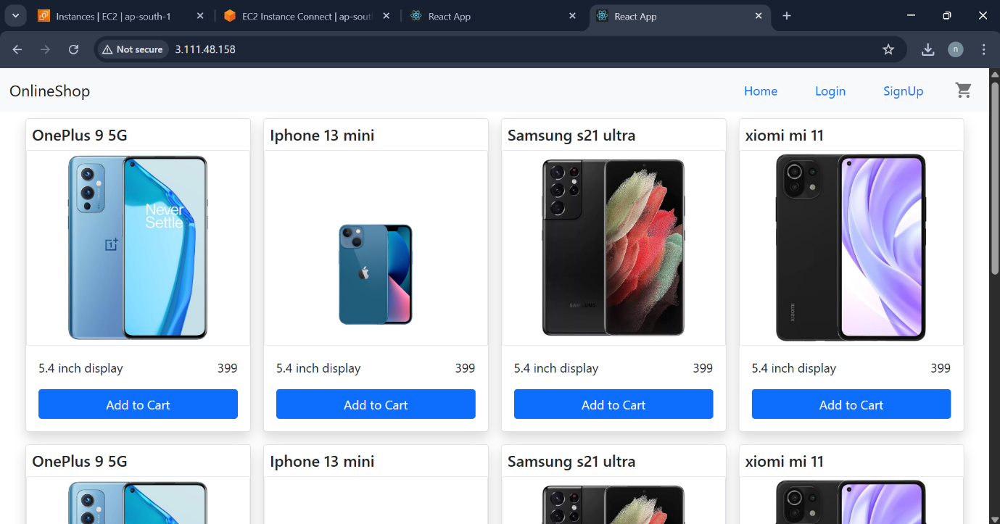 Instances | EC2 | ap-south-1
EC2 Instance Connect | ap-sout
React App
React App
Not secure
3.111.48.158
n
OnlineShop
Home
Login
SignUp
OnePlus 9 5G
Iphone 13 mini
Samsung s21 ultra
xiomi mi 11
Never
Settle
1
SAMSUNG
xiaomi
5.4 inch display 399
5.4 inch display 399
5.4 inch display 399
5.4 inch display 399
Add to Cart
Add to Cart
Add to Cart
Add to Cart
OnePlus 9 5G
Iphone 13 mini
Samsung s21 ultra
xiomi mi 11